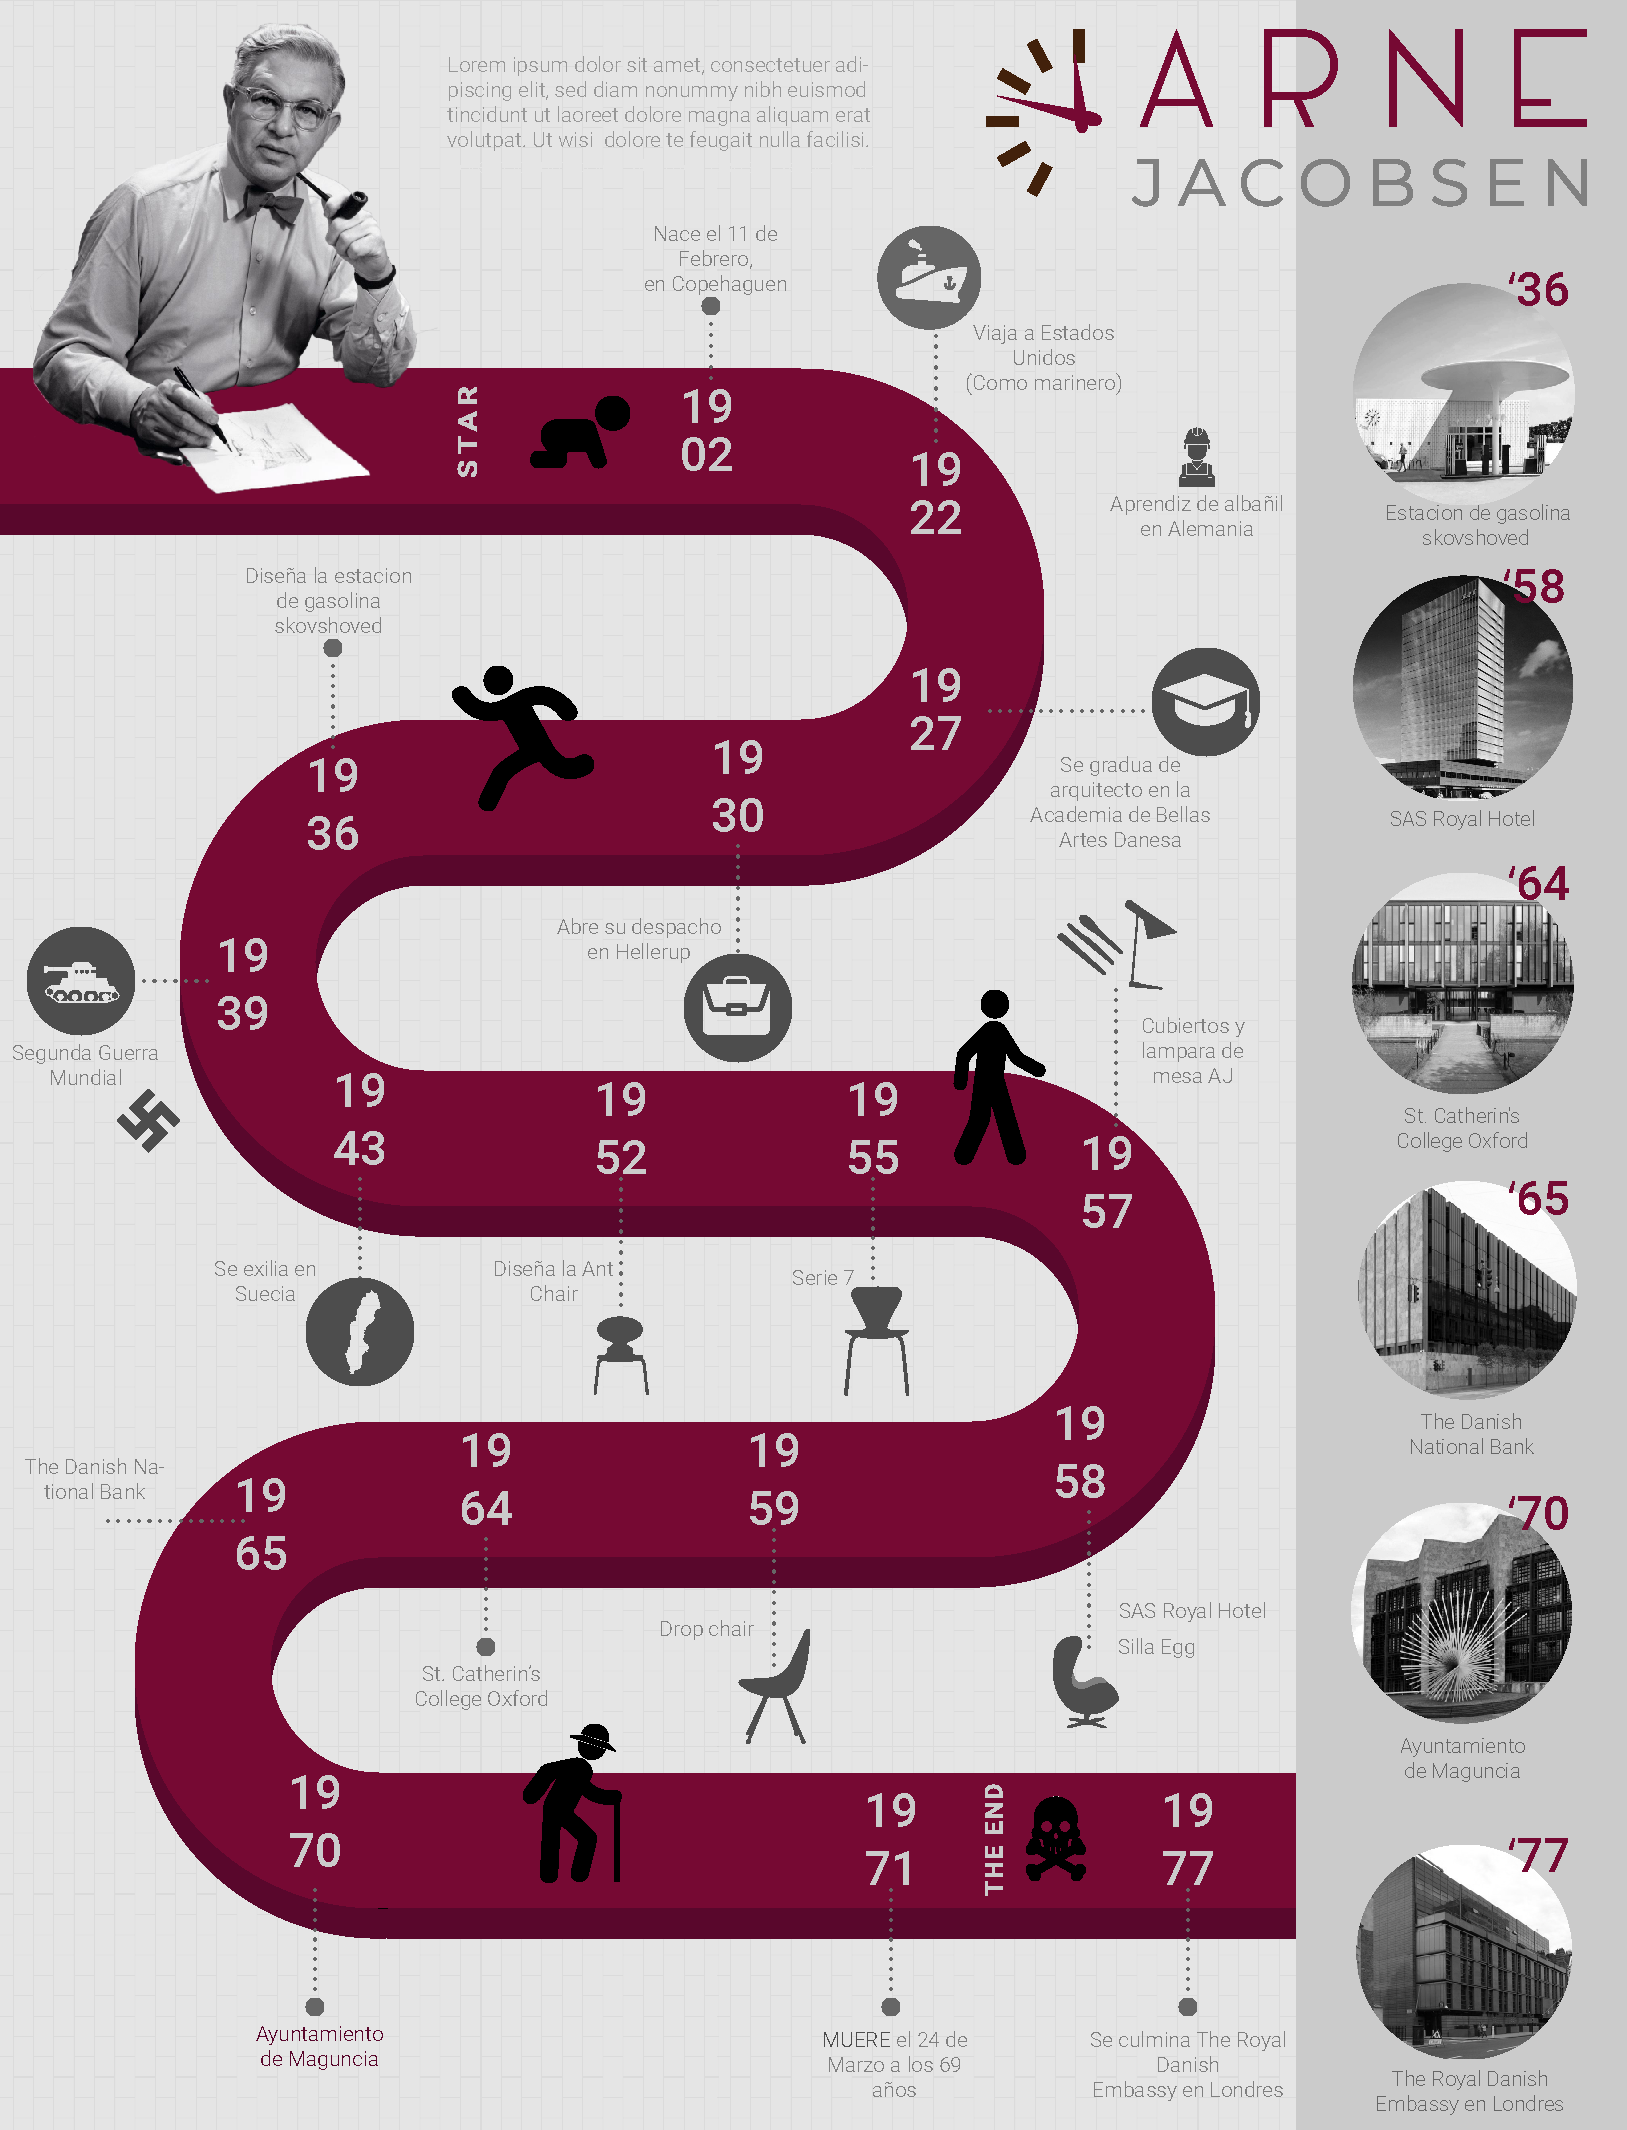 Lorem ipsum dolor sit amet, consectetuer adi-
piscing elit, sed diam nonummy nibh euismod
tincidunt ut laoreet dolore magna aliquam erat
volutpat. Ut wisi  dolore te feugait nulla facilisi.
ARNE
JACOBSEN
Nace el 11 de
Febrero,
en Copehaguen
Viaja a Estados
Unidos
(Como marinero)
STAR
19
02
19
22
Aprendiz de albañil
en Alemania
Diseña la estacion
de gasolina
skovshoved
19
27
Se gradua de
arquitecto en la
Academia de Bellas
Artes Danesa
19
30
19
36
Abre su despacho
en Hellerup
19
39
Segunda Guerra
Mundial
Cubiertos y
lampara de
mesa AJ
19
43
19
52
19
55
19
57
Se exilia en
Suecia
Diseña la Ant
Chair
Serie 7
19
58
19
59
19
64
19
65
The Danish Na-
tional Bank
SAS Royal Hotel
Silla Egg
Drop chair
St. Catherin's
College Oxford
19
70
19
71
THE END
19
77
Ayuntamiento
de Maguncia
MUERE el 24 de
Marzo a los 69
años
Se culmina The Royal
Danish
Embassy en Londres
‘36
Estacion de gasolina
skovshoved
‘58
SAS Royal Hotel
‘64
St. Catherin's
College Oxford
‘65
The Danish
National Bank
‘70
Ayuntamiento
de Maguncia
‘77
The Royal Danish
Embassy en Londres